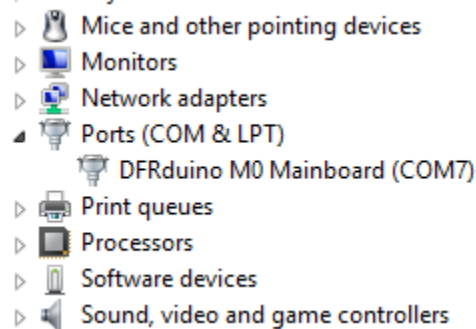 Mice and other pointing devices
Monitors
Network adapters
Ports (COM & LPT)
DFRduino M0 Mainboard (COM7)
Print queues
Processors
Software devices
Sound, video and game controllers